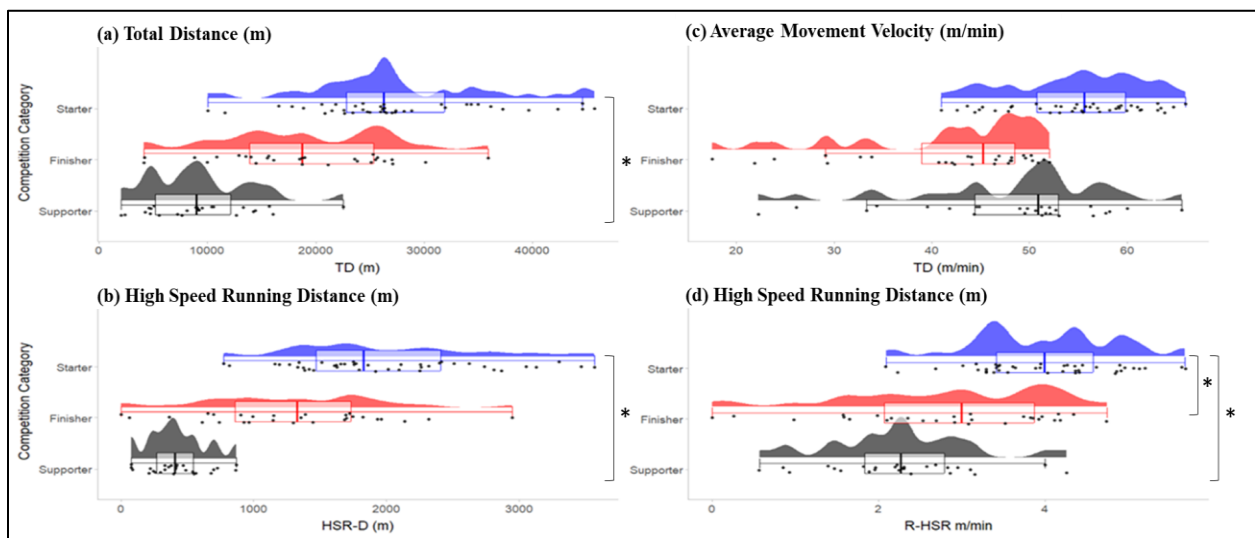 (a) Total Distance (m)
Competition Category
Starter
Finisher
Supporter
*
0 10000 20000 30000 40000
TD (m)
(c) Average Movement Velocity (m/min)
Starter
Finisher
Supporter
20 30 40 50 60
TD (m/min)
(b) High Speed Running Distance (m)
Competition Category
Starter
Finisher
Supporter
*
0 1000 2000 3000
HSR-D (m)
(d) High Speed Running Distance (m)
Starter
Finisher
Supporter
*
*
0 2 4
R-HSR m/min